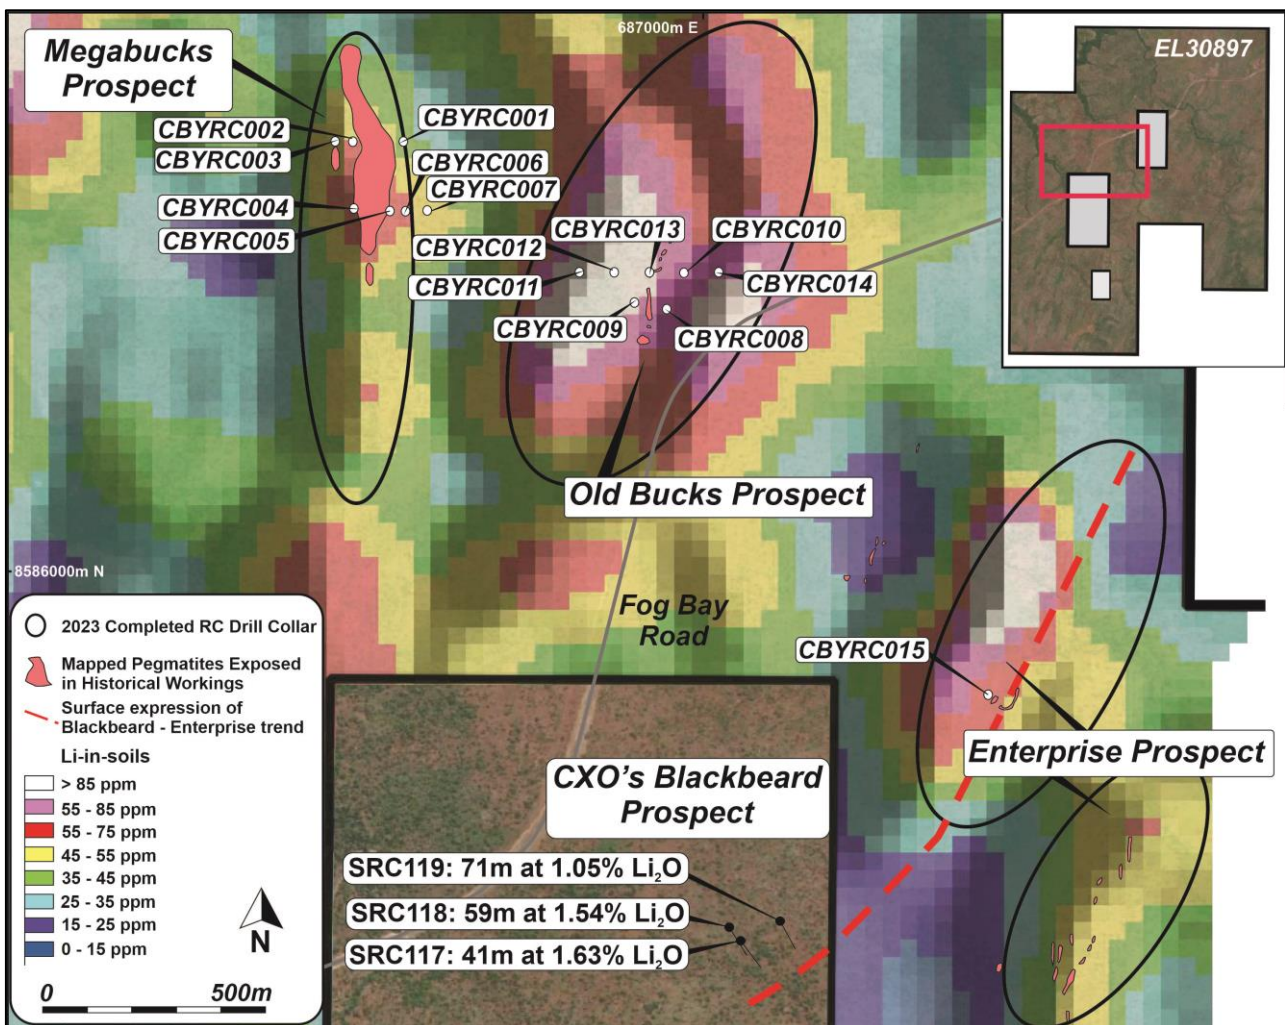 687000m E
EL30897
Megabucks
Prospect
CBYRC002
CBYRC001
CBYRC003
CBYRC006
CBYRC007
CBYRC004
CBYRC005
CBYRC013
CBYRC010
CBYRC012
CBYRC011
CBYRC014
CBYRC009
CBYRC008
Old Bucks Prospect
8586000m N
Fog Bay
Road
CBYRC015
Enterprise Prospect
2023 Completed RC Drill Collar
Mapped Pegmatites Exposed
in Historical Workings
Surface expression of
Blackbeard - Enterprise trend
Li-in-soils
> 85 ppm
55 - 85 ppm
55 - 75 ppm
45 - 55 ppm
35 - 45 ppm
25 - 35 ppm
15 - 25 ppm
0 - 15 ppm
N
0 500m
CXO's Blackbeard
Prospect
SRC119: 71m at 1.05% Li₂O
SRC118: 59m at 1.54% Li₂O
SRC117: 41m at 1.63% Li₂O